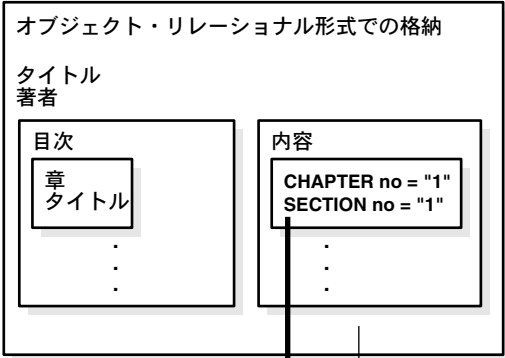 オブジェクト・リレーショナル形式での格納
タイトル
著者
目次
章
タイトル
内容
CHAPTER no = "1"
SECTION no = "1"